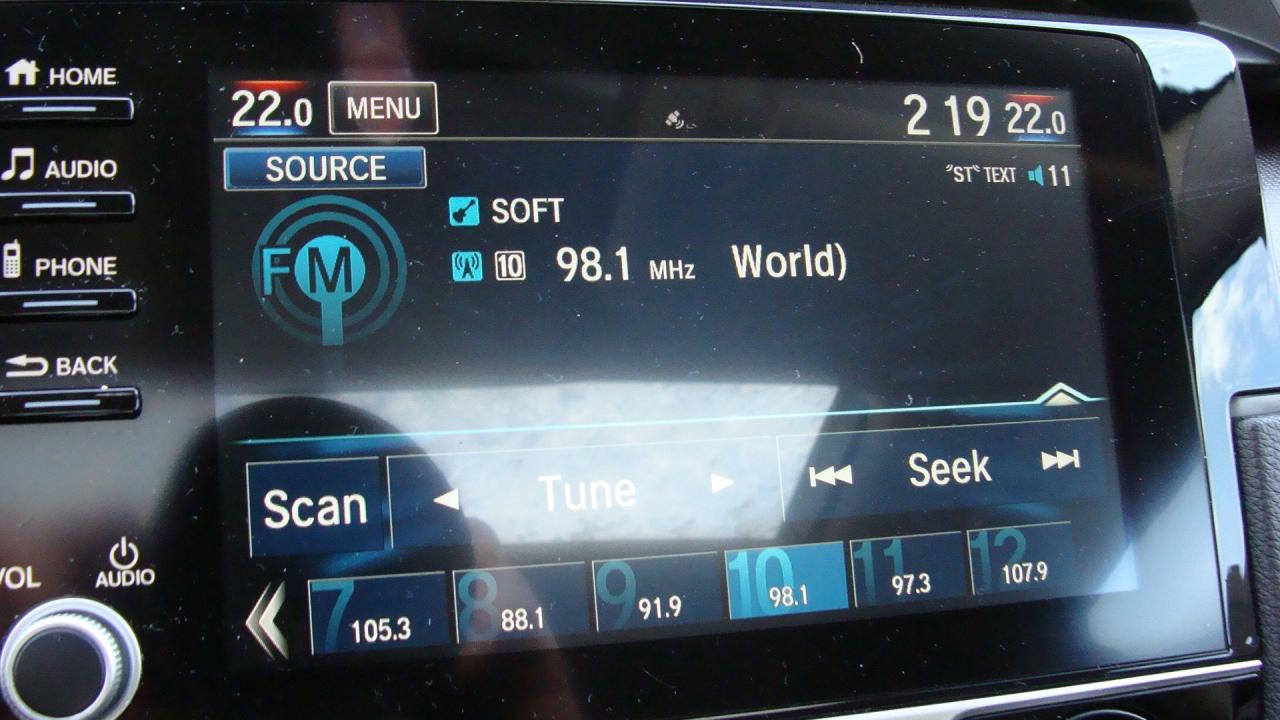 HOME
AUDIO
PHONE
BACK
VOL
AUDIO
22.0 MENU 2 19 22.0
SOURCE
"ST" TEXT 11
FM
SOFT
10 98.1 MHz World)
Scan Tune Seek
7 105.3 8 88.1 9 91.9 10 98.1 11 97.3 12 107.9